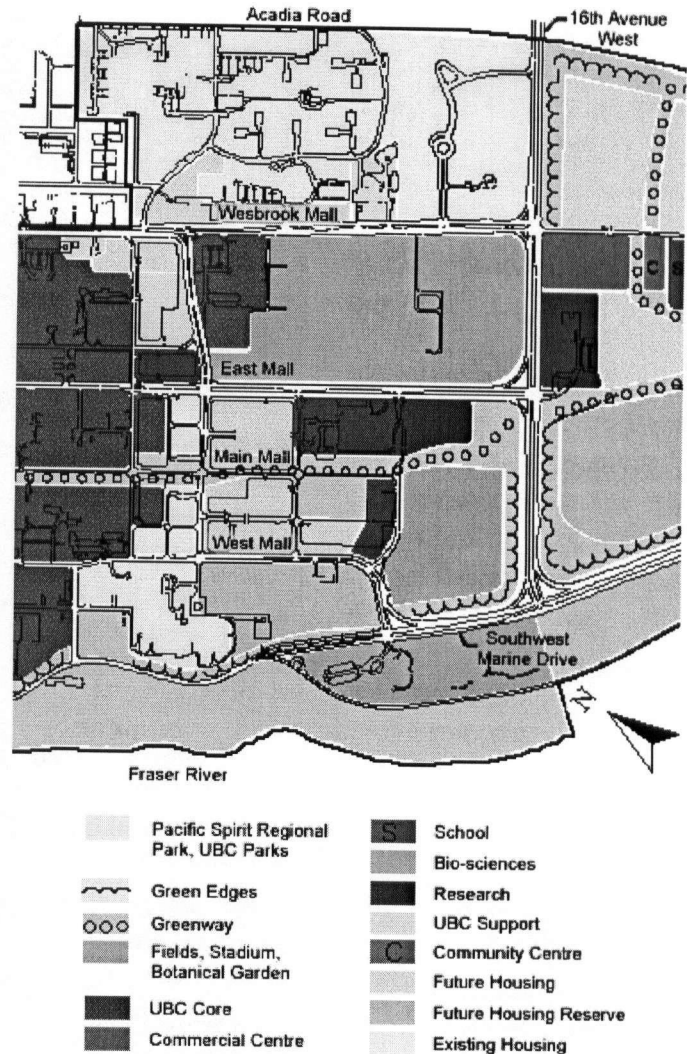 Acadia Road
16th Avenue
West
Wesbrook Mall
C
S
East Mall
Main Mall
West Mall
Southwest
Marine Drive
N
Fraser River
Pacific Spirit Regional
Park, UBC Parks
Green Edges
Greenway
Fields, Stadium,
Botanical Garden
UBC Core
Commercial Centre
S School
Bio-sciences
Research
UBC Support
C Community Centre
Future Housing
Future Housing Reserve
Existing Housing